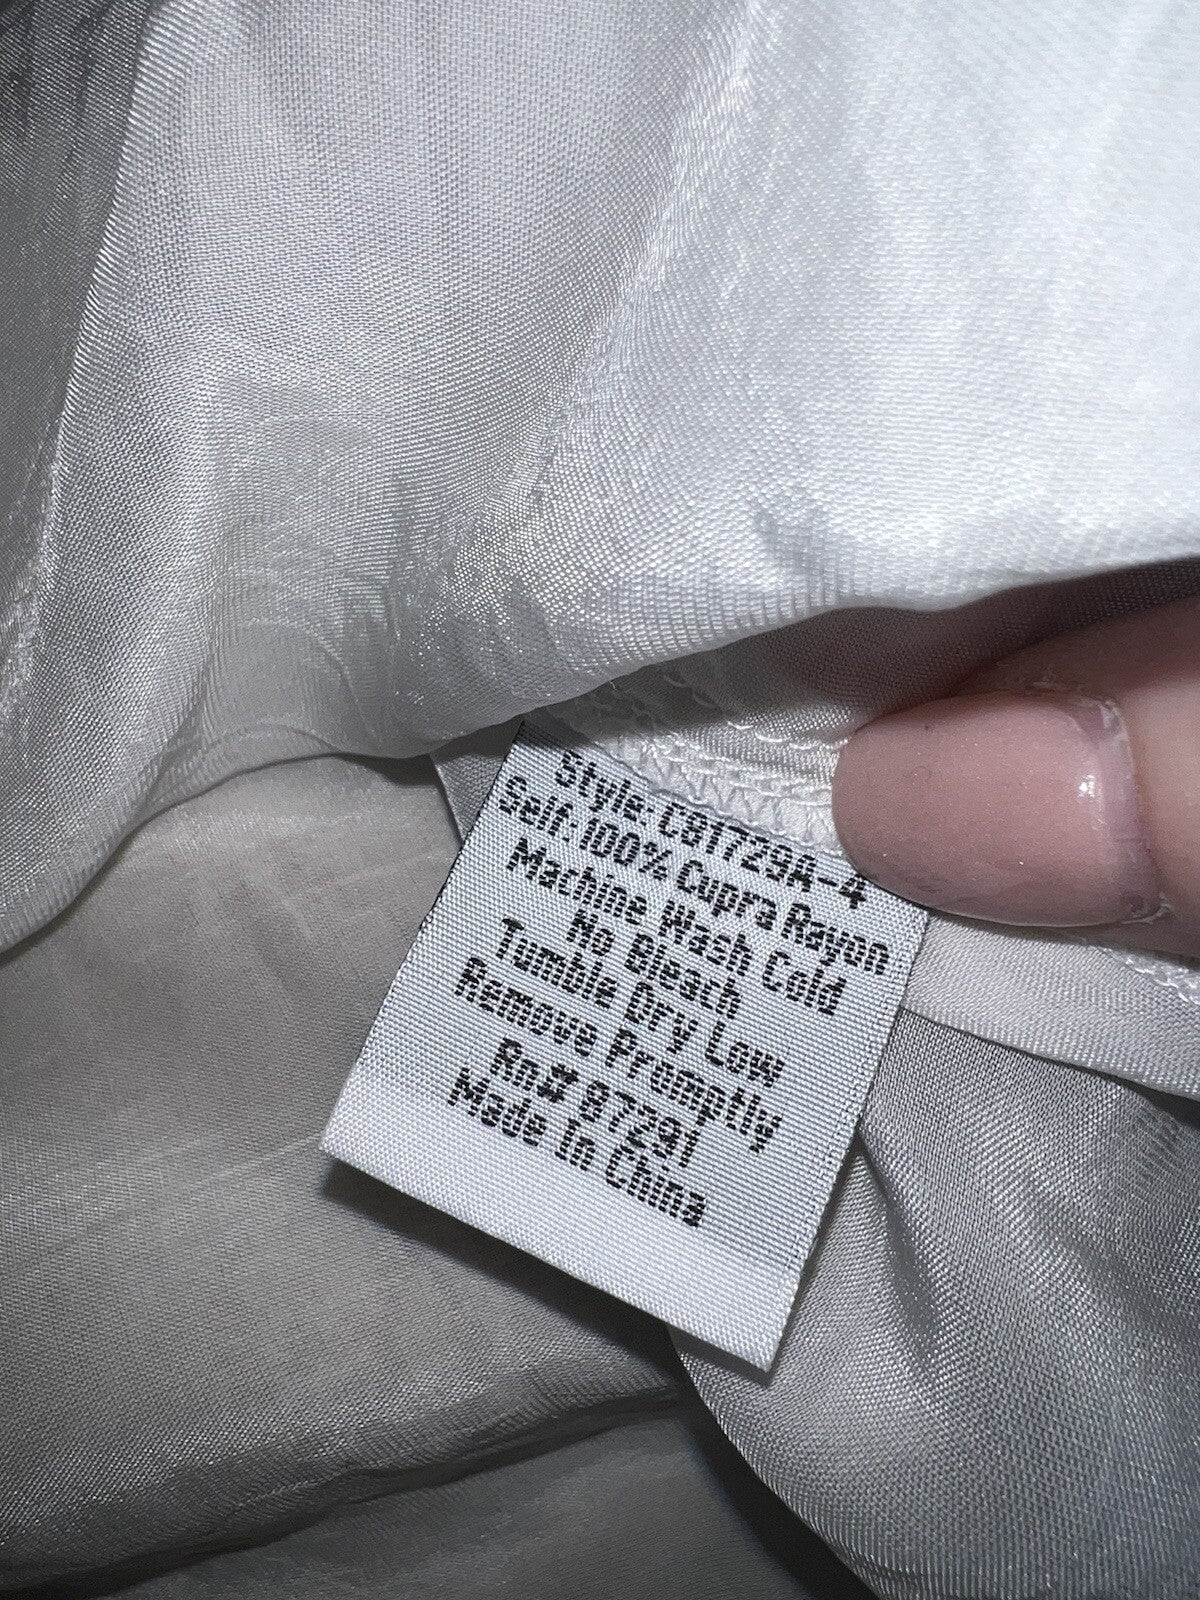 Style: C81729A-4
Self: 100% Cupra Rayon
Machine Wash Cold
No Bleach
Tumble Dry Low
Remove Promptly
Rn# 87291
Made In China